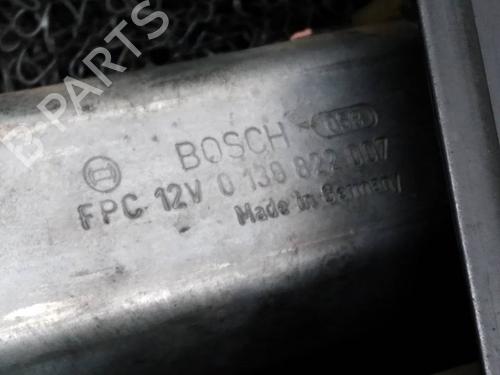 BOSCH
FPC 12V 0 130 822 007
Made in Germany
B-PARTS